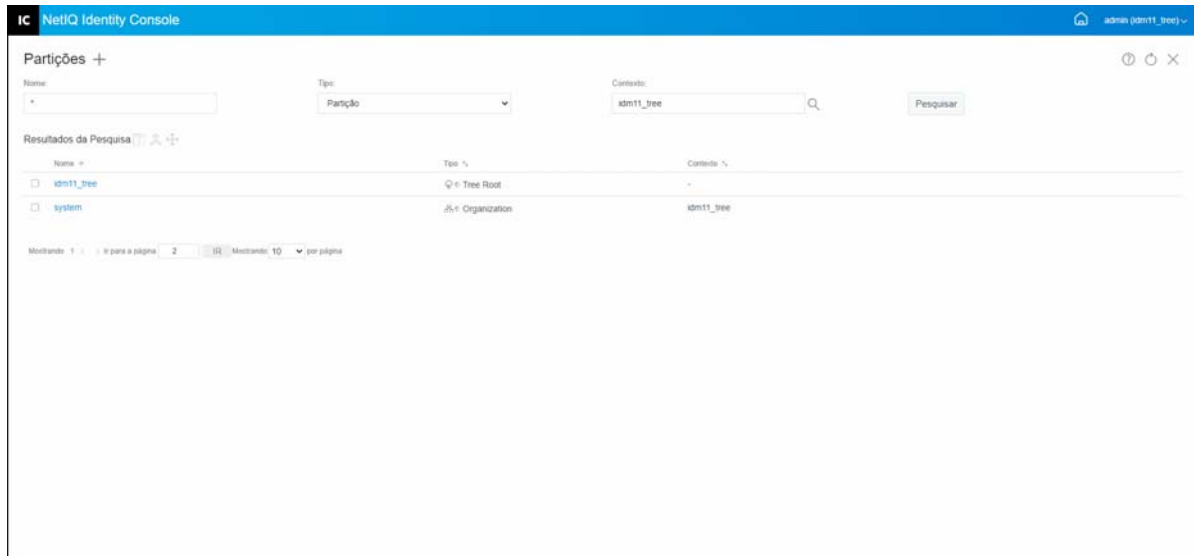 IC NetIQ Identity Console admin (idm11_tree)
Partições
Nome: Tipo: Contexto:
* Partição idm11_tree Pesquisar
Resultados da Pesquisa
Nome Tipo Contexto
idm11_tree Tree Root -
system Organization idm11_tree
Mostrando 1 Ir para a página 2 IR Mostrando 10 por página